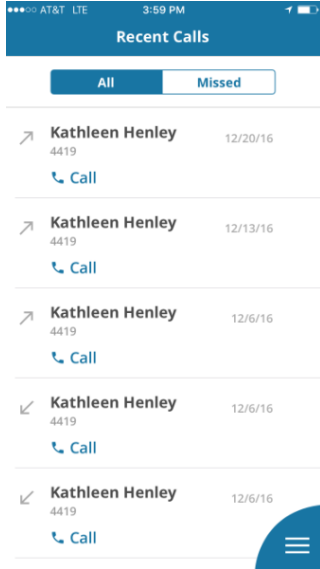 AT&T LTE 3:59 PM
Recent Calls
All Missed
Kathleen Henley 12/20/16
4419
Call
Kathleen Henley 12/13/16
4419
Call
Kathleen Henley 12/6/16
4419
Call
Kathleen Henley 12/6/16
4419
Call
Kathleen Henley 12/6/16
4419
Call